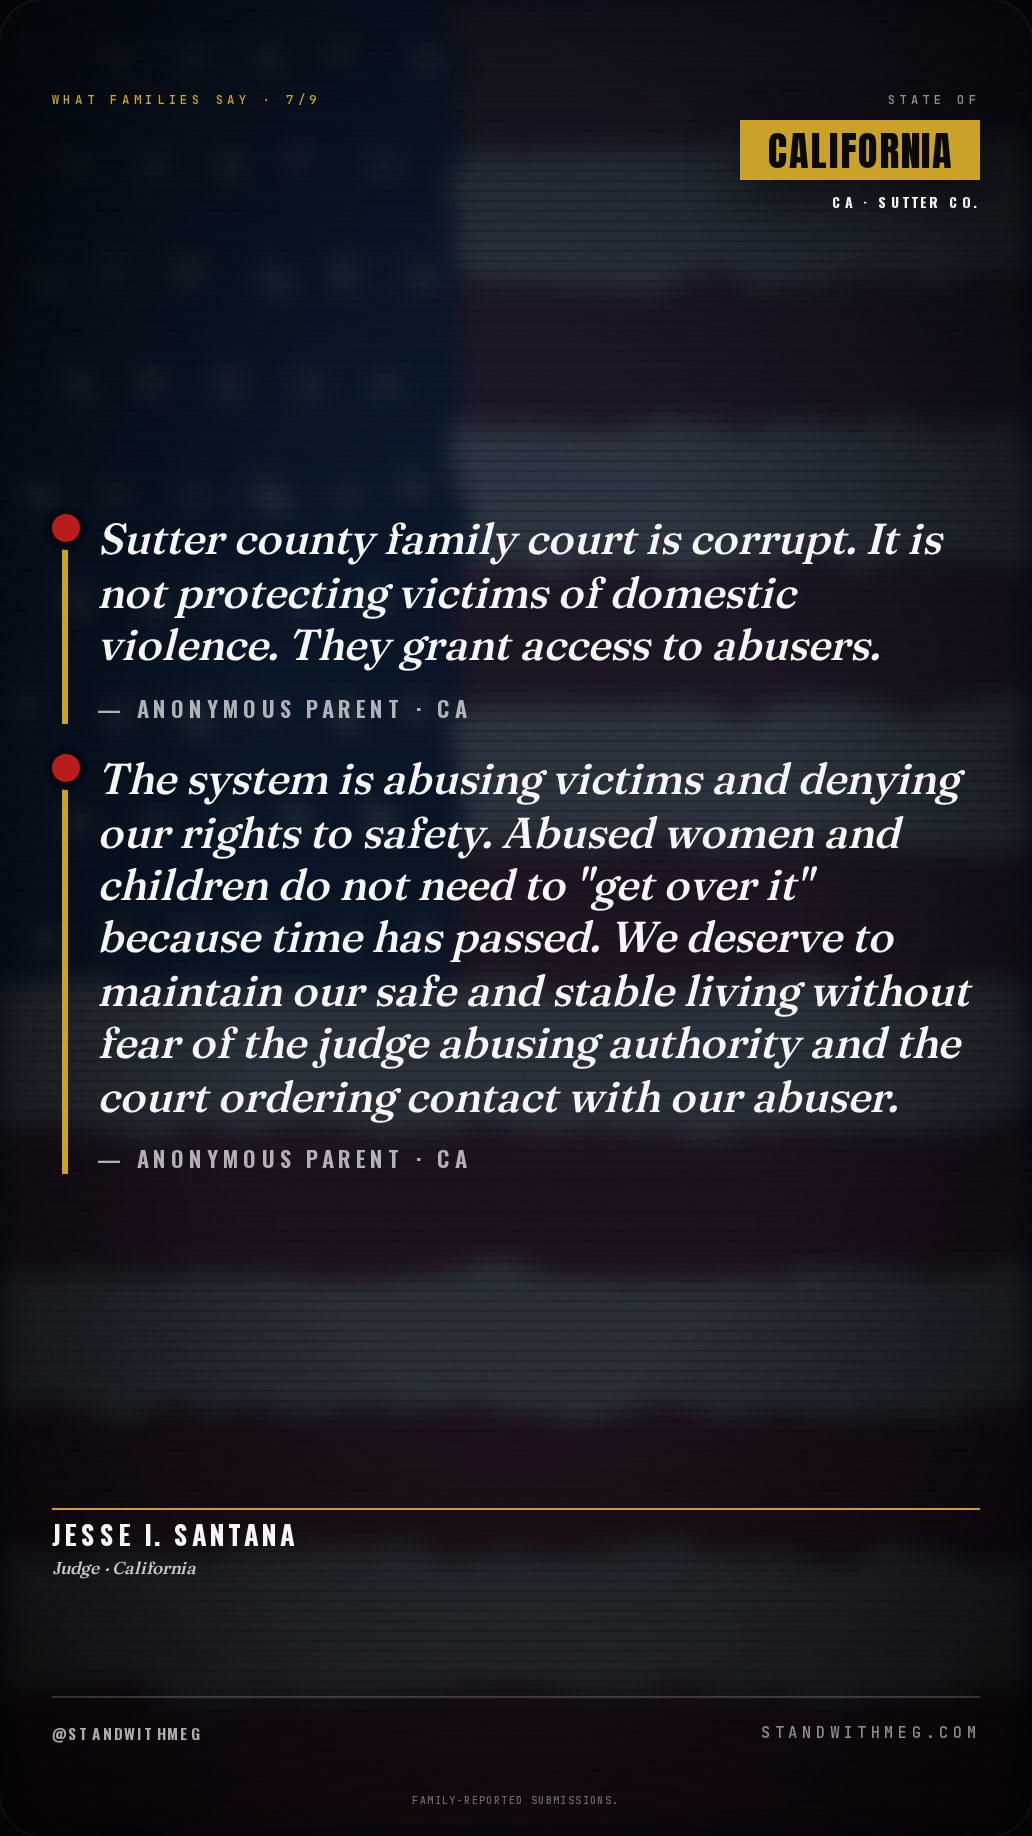 WHAT FAMILIES SAY · 7/9
STATE OF
CALIFORNIA
CA · SUTTER CO.
Sutter county family court is corrupt. It is
not protecting victims of domestic
violence. They grant access to abusers.
— ANONYMOUS PARENT · CA
The system is abusing victims and denying
our rights to safety. Abused women and
children do not need to "get over it"
because time has passed. We deserve to
maintain our safe and stable living without
fear of the judge abusing authority and the
court ordering contact with our abuser.
— ANONYMOUS PARENT · CA
JESSE I. SANTANA
Judge · California
@STANDWITHMEG
STANDWITHMEG.COM
FAMILY-REPORTED SUBMISSIONS.